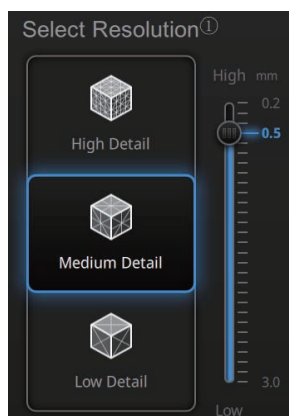 Select Resolution①
High mm
0.2
High Detail
0.5
Medium Detail
Low Detail
3.0
Low